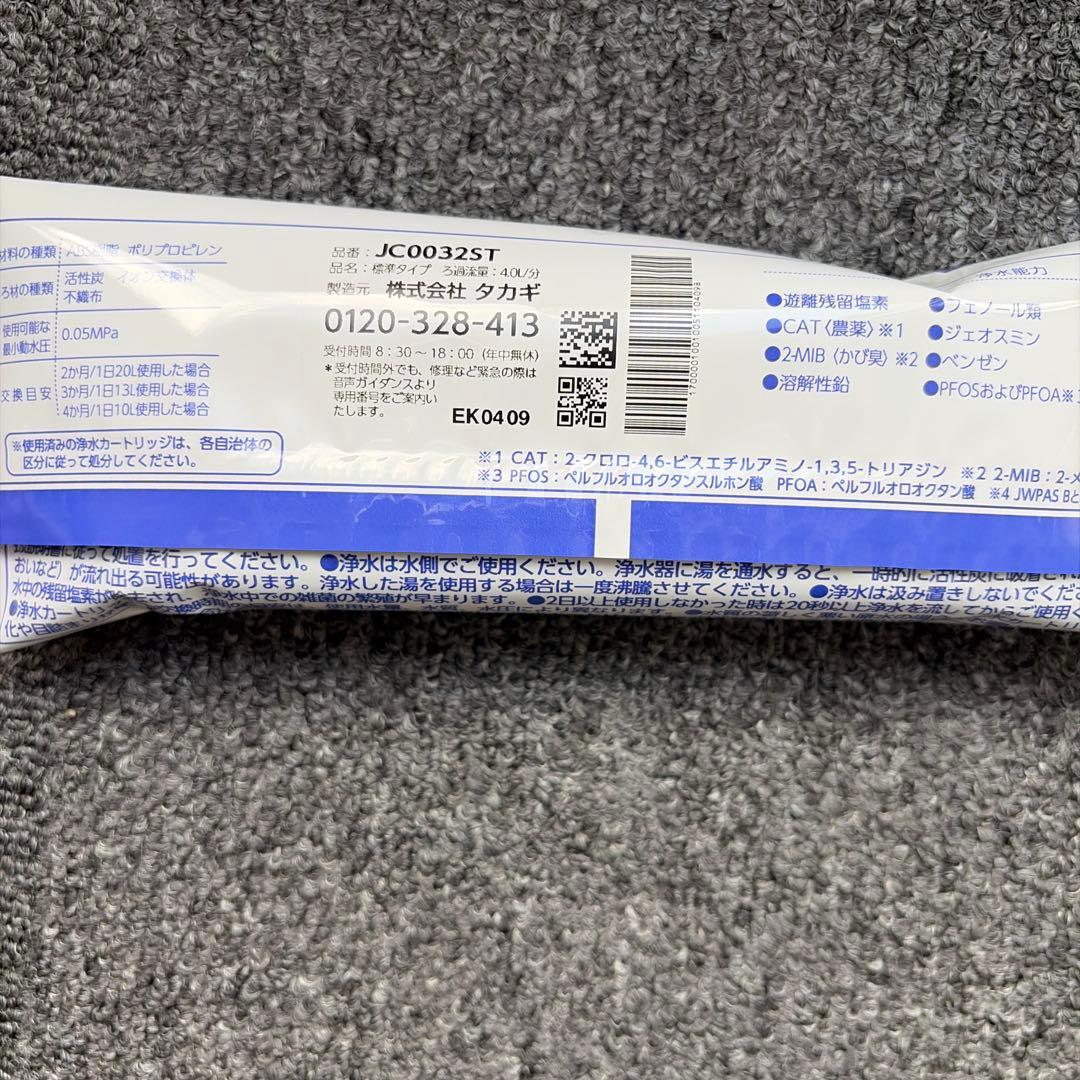 材料の種類 ABS樹脂 ポリプロピレン
ろ材の種類 活性炭 イオン交換体
不織布
使用可能な
最小動水圧 0.05MPa
交換目安
2か月/1日20L使用した場合
3か月/1日13L使用した場合
4か月/1日10L使用した場合
※使用済みの浄水カートリッジは、各自治体の
区分に従って処分してください。
品番：JC0032ST
品名：標準タイプ ろ過流量：4.0L/分
製造元 株式会社 タカギ
0120-328-413
受付時間 8：30～18：00 (年中無休)
*受付時間外でも、修理など緊急の際は
音声ガイダンスより
専用番号をご案内い
たします。
EK0409
1700001001005110409B
●遊離残留塩素
●CAT〈農薬〉※1
●2-MIB〈かび臭〉※2
●溶解性鉛
浄水能力
●フェノール類
●ジェオスミン
●ベンゼン
●PFOSおよびPFOA※3
※1 CAT：2-クロロ-4,6-ビスエチルアミノ-1,3,5-トリアジン ※2 2-MIB：2-メ
※3 PFOS：ペルフルオロオクタンスルホン酸 PFOA：ペルフルオロオクタン酸 ※4 JWPAS Bと
に従って処置を行ってください。●浄水は水側でご使用ください。浄水器に湯を通水すると、一時的に活性炭に吸着
おいなど）が流れ出る可能性があります。浄水した湯を使用する場合は一度沸騰させてください。●浄水は汲み置きしないでくだ
水中の残留塩素が 浄水中での雑菌の繁殖が早まります。●2日以上使用しなかった時は20秒以上浄水を流してからご使用く
●浄水カートリ